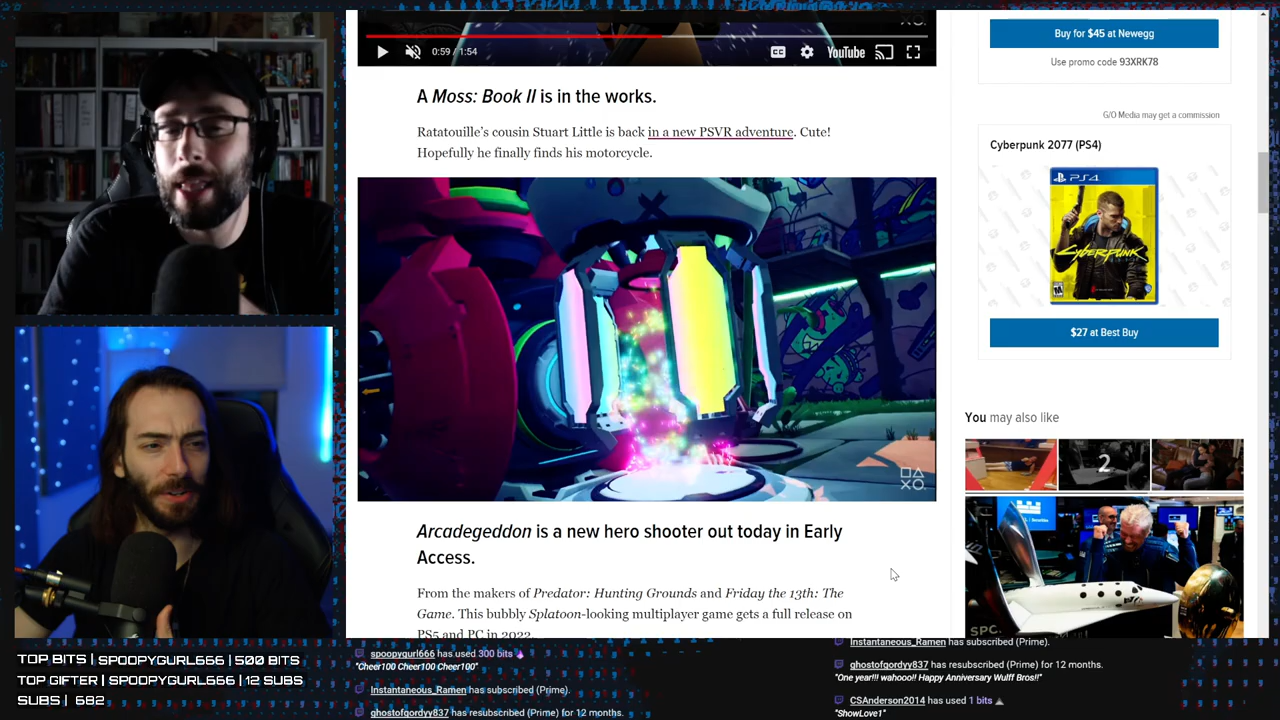 0:59 / 1:54
CC
YouTube
A Moss: Book II is in the works.
Ratatouille's cousin Stuart Little is back in a new PSVR adventure. Cute!
Hopefully he finally finds his motorcycle.
Arcadegeddon is a new hero shooter out today in Early
Access.
From the makers of Predator: Hunting Grounds and Friday the 13th: The
Game. This bubbly Splatoon-looking multiplayer game gets a full release on
PS5 and PC in 2022.
Buy for $45 at Newegg
Use promo code 93XRK78
G/O Media may get a commission
Cyberpunk 2077 (PS4)
PS4
Cyberpunk
M
$27 at Best Buy
You may also like
2
SPC.
TOP BITS | SPOOPYGURL666 | 500 BITS
TOP GIFTER | SPOOPYGURL666 | 12 SUBS
SUBS | 682
spoopygurl666 has used 300 bits
"Cheer100 Cheer100 Cheer100"
Instantaneous_Ramen has subscribed (Prime).
ghostofgordyy837 has resubscribed (Prime) for 12 months.
Instantaneous_Ramen has subscribed (Prime).
ghostofgordyy837 has resubscribed (Prime) for 12 months.
"One year!!! wahooo!! Happy Anniversary Wulff Bros!!"
CSAnderson2014 has used 1 bits
"ShowLove1"